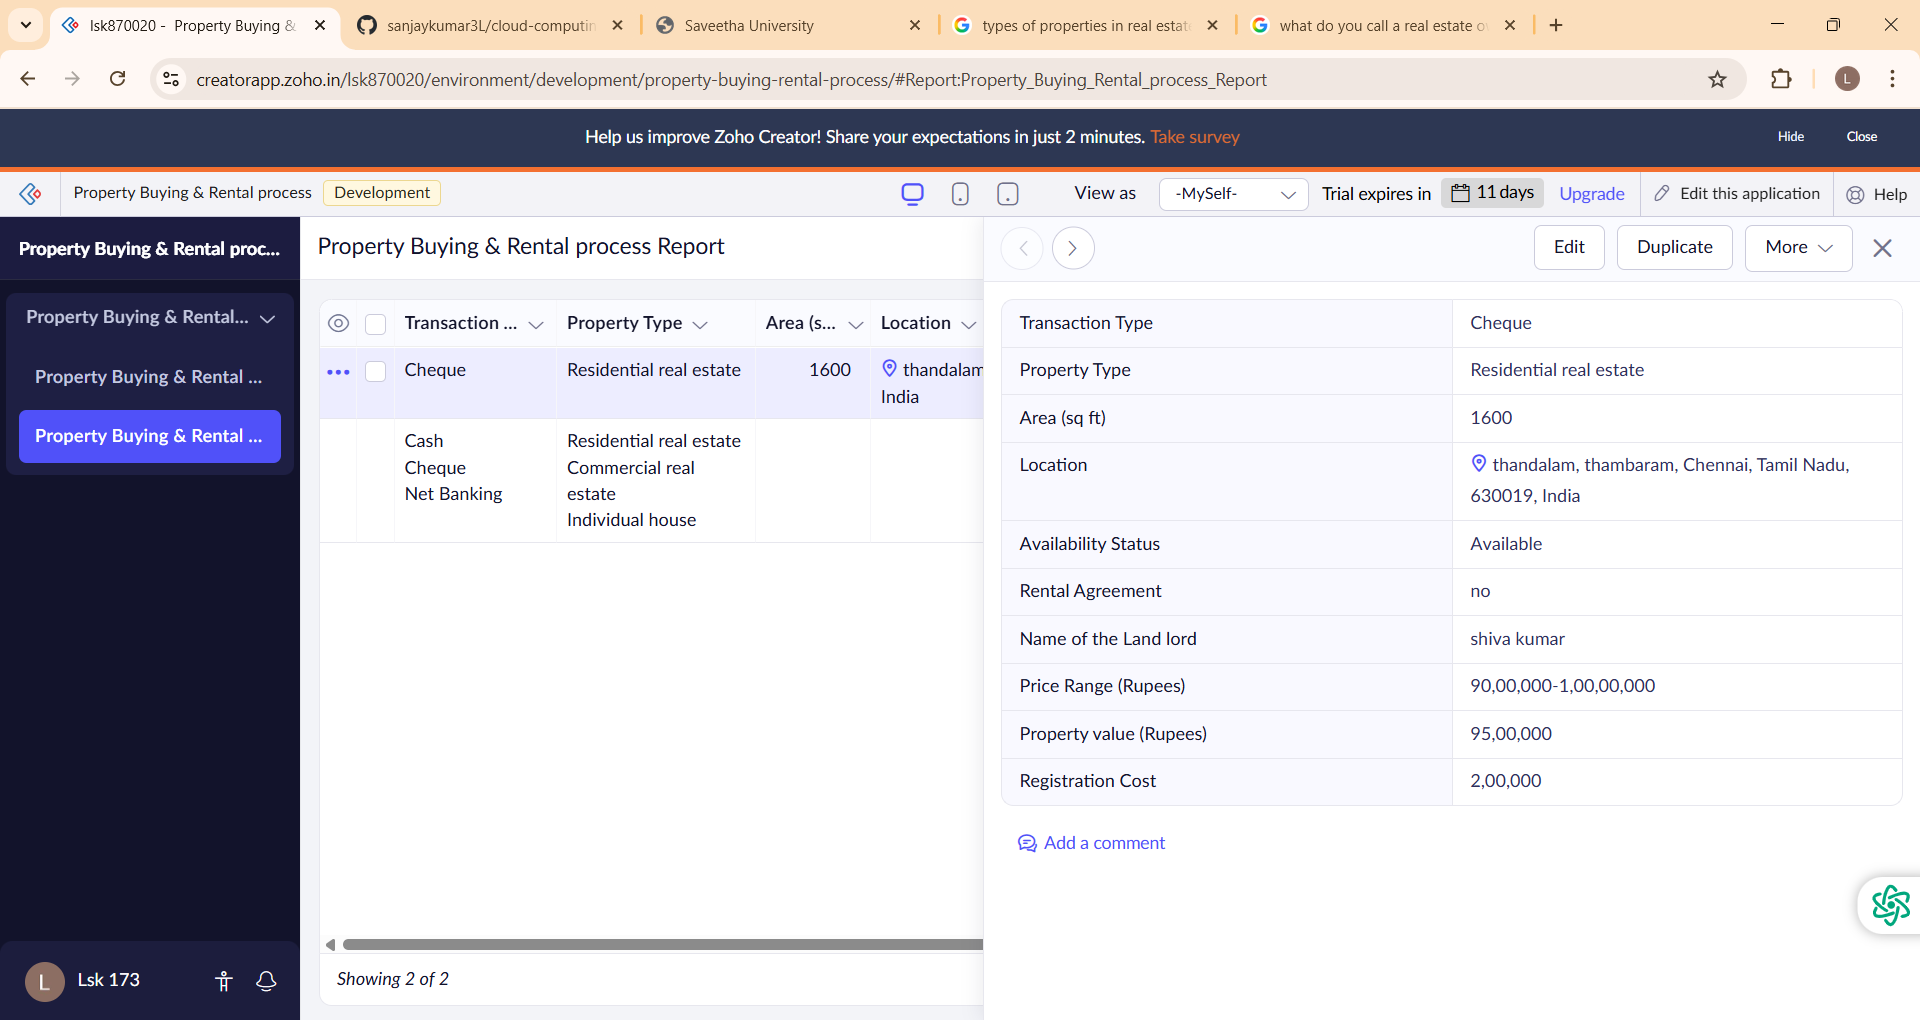 lsk870020 - Property Buying &
sanjaykumar3L/cloud-computin
Saveetha University
types of properties in real estate
what do you call a real estate ow
creatorapp.zoho.in/lsk870020/environment/development/property-buying-rental-process/#Report:Property_Buying_Rental_process_Report
L
Help us improve Zoho Creator! Share your expectations in just 2 minutes. Take survey
Hide
Close
Property Buying & Rental process
Development
View as
-MySelf-
Trial expires in
11 days
Upgrade
Edit this application
Help
Property Buying & Rental proc...
Property Buying & Rental...
Property Buying & Rental ...
Property Buying & Rental ...
L
Lsk 173
Property Buying & Rental process Report
Transaction ...
Property Type
Area (s...
Location
Cheque
Residential real estate
1600
thandalam
India
Cash
Cheque
Net Banking
Residential real estate
Commercial real
estate
Individual house
Showing 2 of 2
Edit
Duplicate
More
Transaction Type
Cheque
Property Type
Residential real estate
Area (sq ft)
1600
Location
thandalam, thambaram, Chennai, Tamil Nadu,
630019, India
Availability Status
Available
Rental Agreement
no
Name of the Land lord
shiva kumar
Price Range (Rupees)
90,00,000-1,00,00,000
Property value (Rupees)
95,00,000
Registration Cost
2,00,000
Add a comment